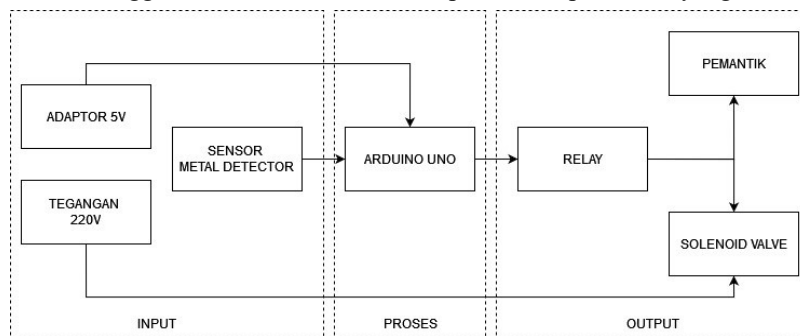 PEMANTIK
ADAPTOR 5V
SENSOR
METAL DETECTOR
ARDUINO UNO
RELAY
TEGANGAN
220V
SOLENOID VALVE
INPUT
PROSES
OUTPUT